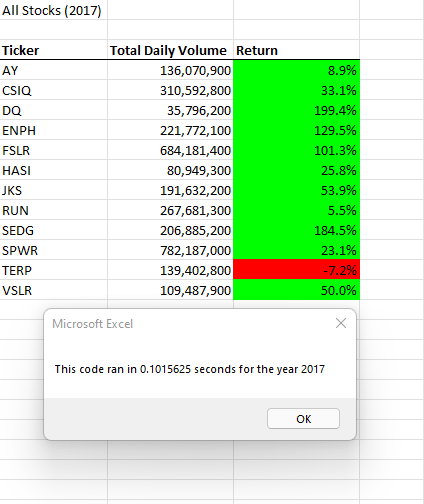 All Stocks (2017)
Ticker Total Daily Volume Return
AY 136,070,900 8.9%
CSIQ 310,592,800 33.1%
DQ 35,796,200 199.4%
ENPH 221,772,100 129.5%
FSLR 684,181,400 101.3%
HASI 80,949,300 25.8%
JKS 191,632,200 53.9%
RUN 267,681,300 5.5%
SEDG 206,885,200 184.5%
SPWR 782,187,000 23.1%
TERP 139,402,800 -7.2%
VSLR 109,487,900 50.0%
Microsoft Excel
This code ran in 0.1015625 seconds for the year 2017
OK